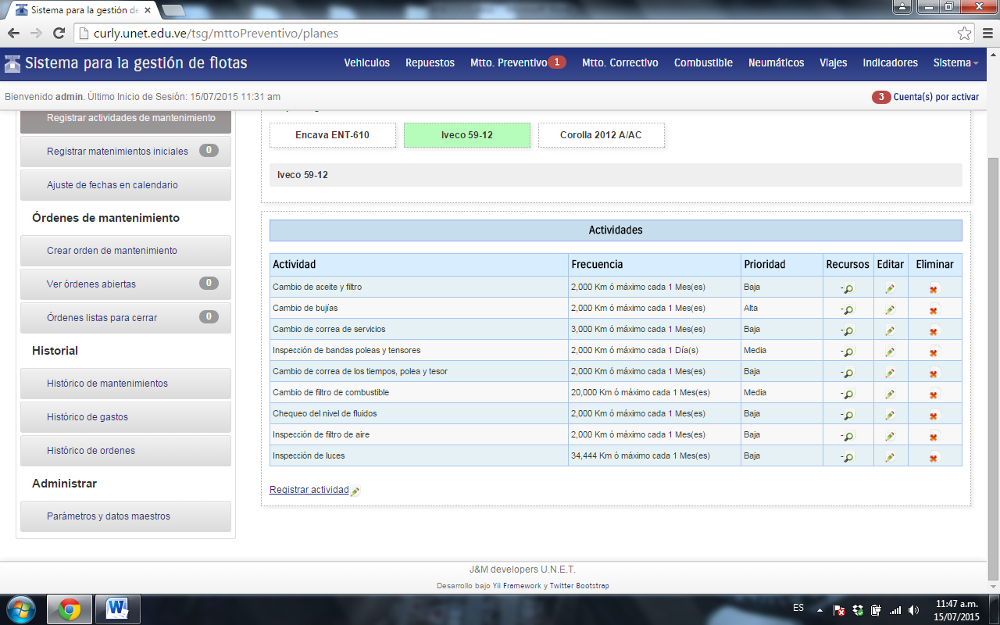 Sistema para la gestión de
curly.unet.edu.ve/tsg/mttoPreventivo/planes
Sistema para la gestión de flotas
Vehiculos Repuestos Mtto. Preventivo 1 Mtto. Correctivo Combustible Neumáticos Viajes Indicadores Sistema
Bienvenido admin. Último Inicio de Sesión: 15/07/2015 11:31 am
3 Cuenta(s) por activar
Registrar actividades de mantenimiento
Registrar matenimientos iniciales 0
Ajuste de fechas en calendario
Órdenes de mantenimiento
Crear orden de mantenimiento
Ver órdenes abiertas 0
Órdenes listas para cerrar 0
Historial
Histórico de mantenimientos
Histórico de gastos
Histórico de ordenes
Administrar
Parámetros y datos maestros
Encava ENT-610 Iveco 59-12 Corolla 2012 A/AC
Iveco 59-12
Actividades
Actividad Frecuencia Prioridad Recursos Editar Eliminar
Cambio de aceite y filtro 2,000 Km ó máximo cada 1 Mes(es) Baja -
Cambio de bujías 2,000 Km ó máximo cada 1 Mes(es) Alta -
Cambio de correa de servicios 3,000 Km ó máximo cada 1 Mes(es) Baja -
Inspección de bandas poleas y tensores 2,000 Km ó máximo cada 1 Día(s) Media -
Cambio de correa de los tiempos, polea y tesor 2,000 Km ó máximo cada 1 Mes(es) Baja -
Cambio de filtro de combustible 20,000 Km ó máximo cada 1 Mes(es) Media -
Chequeo del nivel de fluidos 2,000 Km ó máximo cada 1 Mes(es) Baja -
Inspección de filtro de aire 2,000 Km ó máximo cada 1 Mes(es) Baja -
Inspección de luces 34,444 Km ó máximo cada 1 Mes(es) Baja -
Registrar actividad
J&M developers U.N.E.T.
Desarrollo bajo Yii Framework y Twitter Bootstrap
ES
11:47 a.m.
15/07/2015